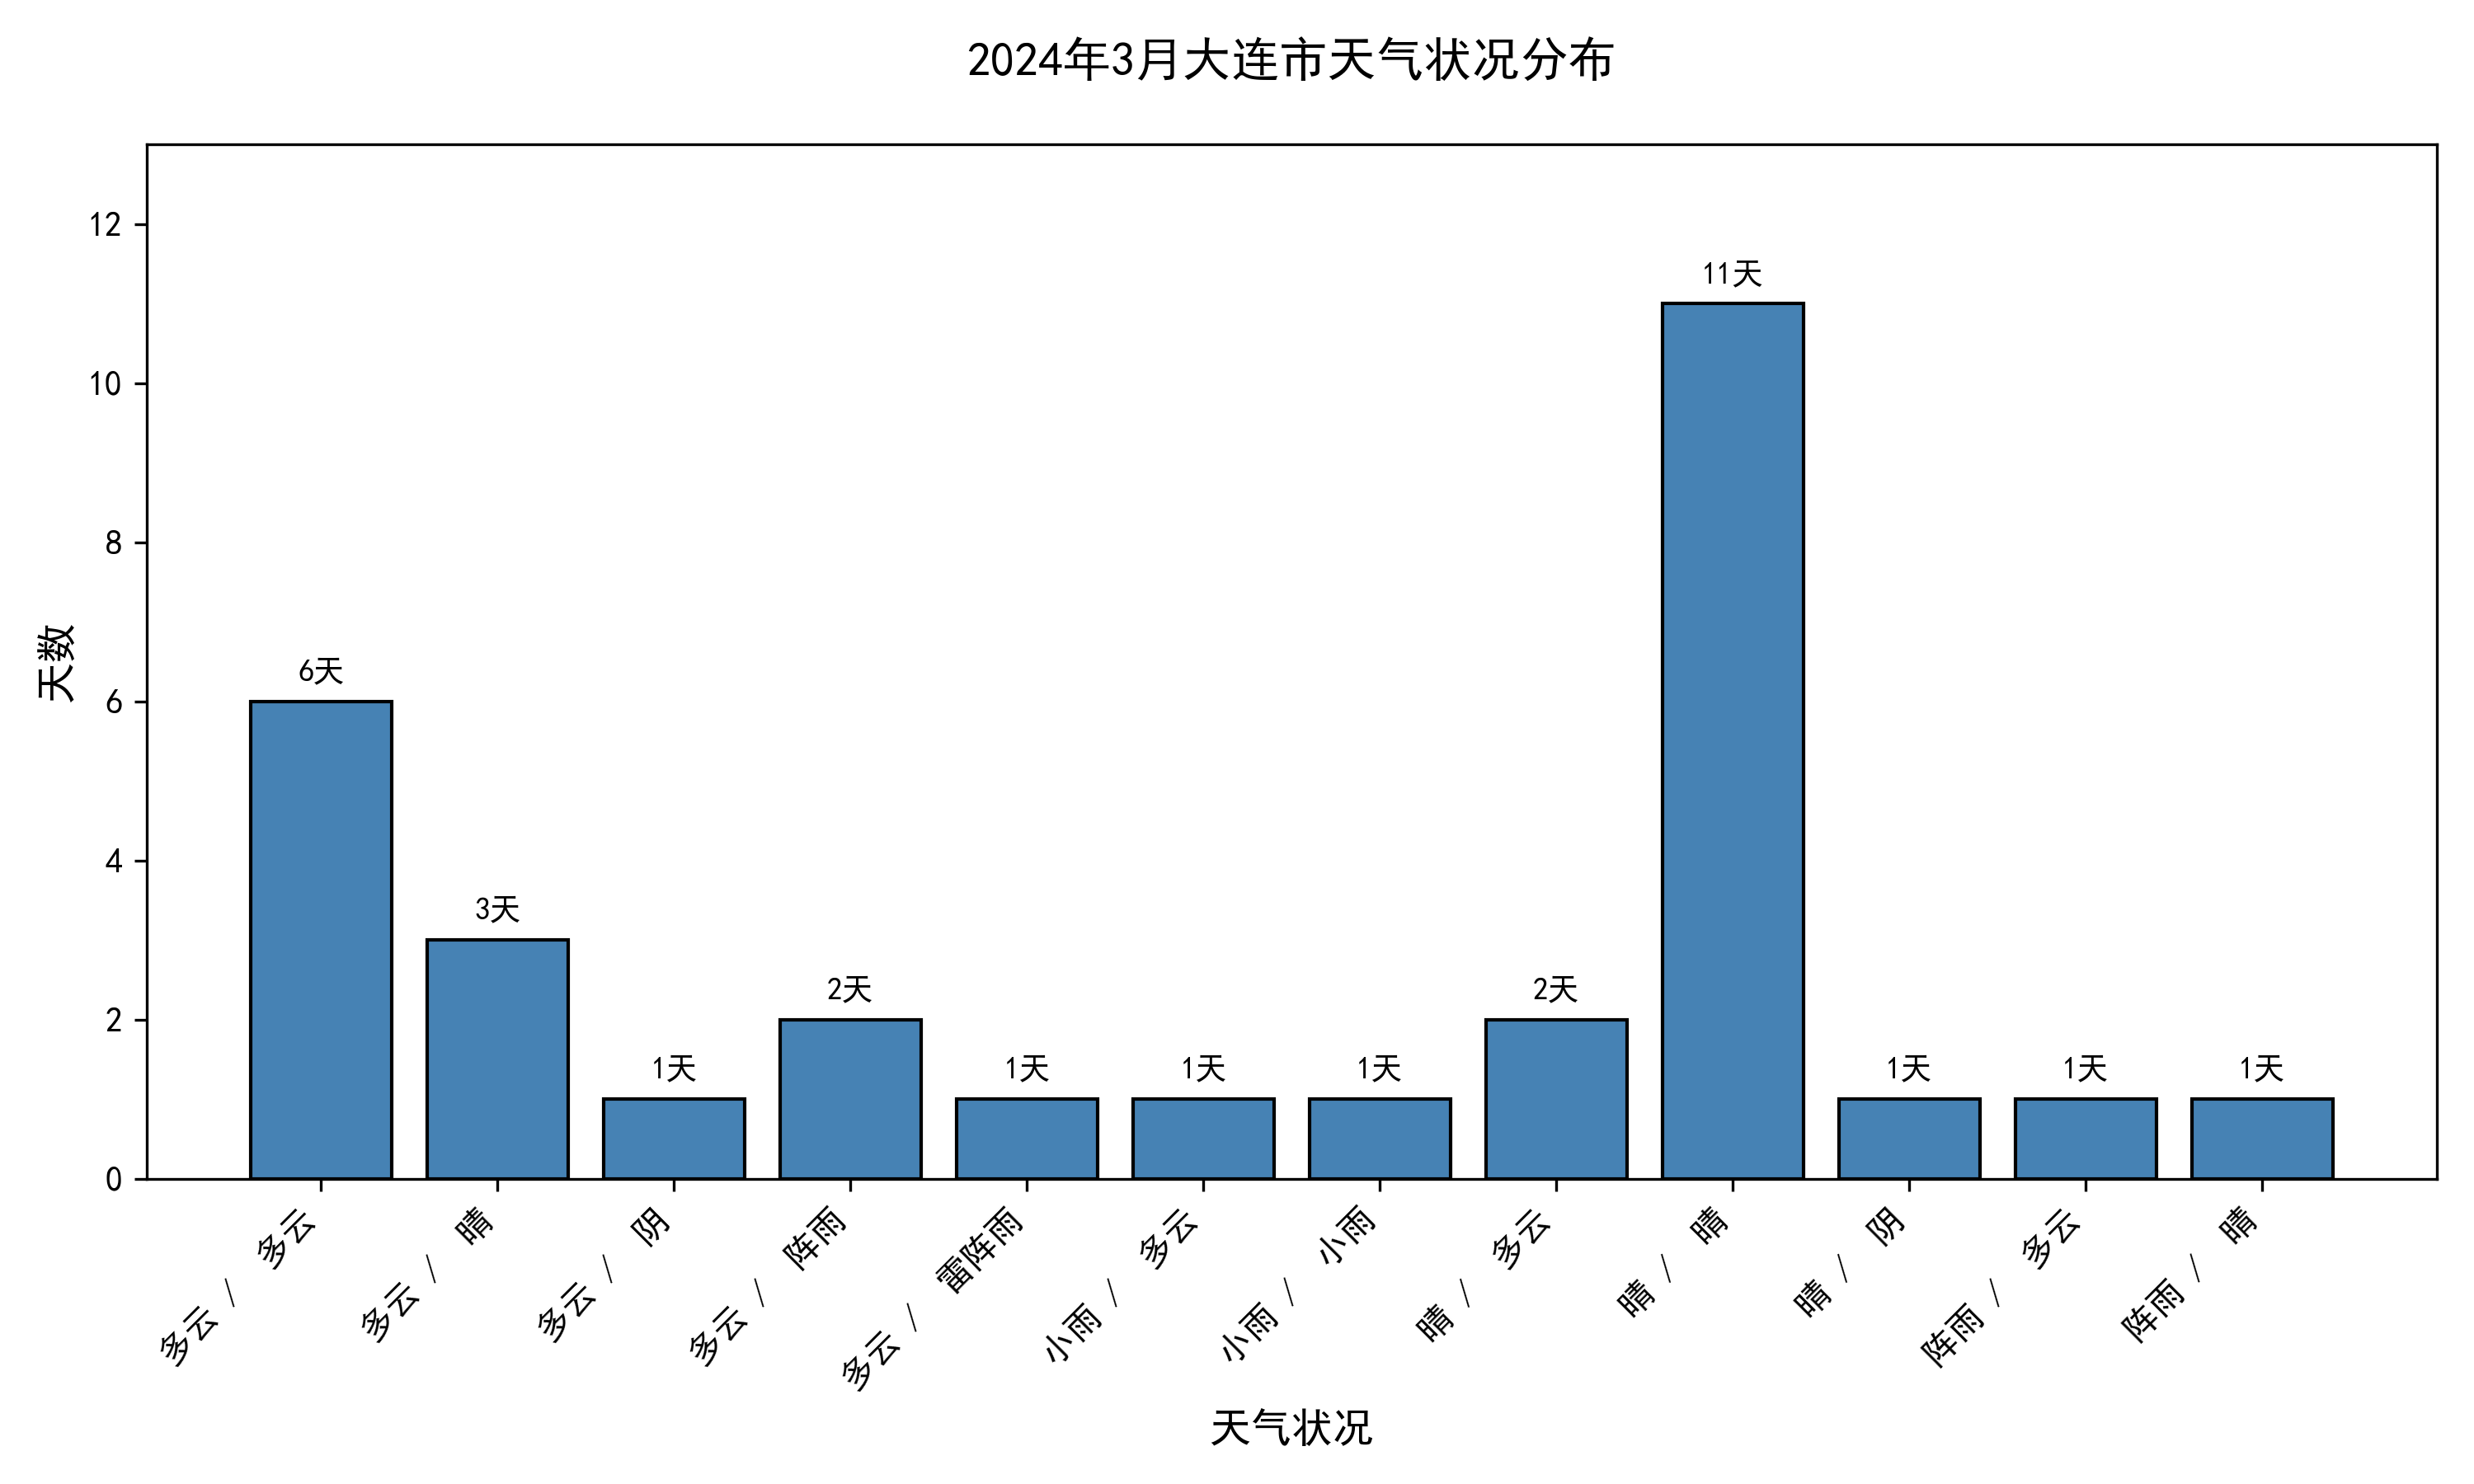 2024年3月大连市天气状况分布
天数
12
10
8
6
4
2
0
6天
3天
1天
2天
1天
1天
1天
2天
11天
1天
1天
1天
多云 / 多云
多云 / 晴
多云 / 阴
多云 / 阵雨
多云 / 雷阵雨
小雨 / 多云
小雨 / 小雨
晴 / 多云
晴 / 晴
晴 / 阴
阵雨 / 多云
阵雨 / 晴
天气状况